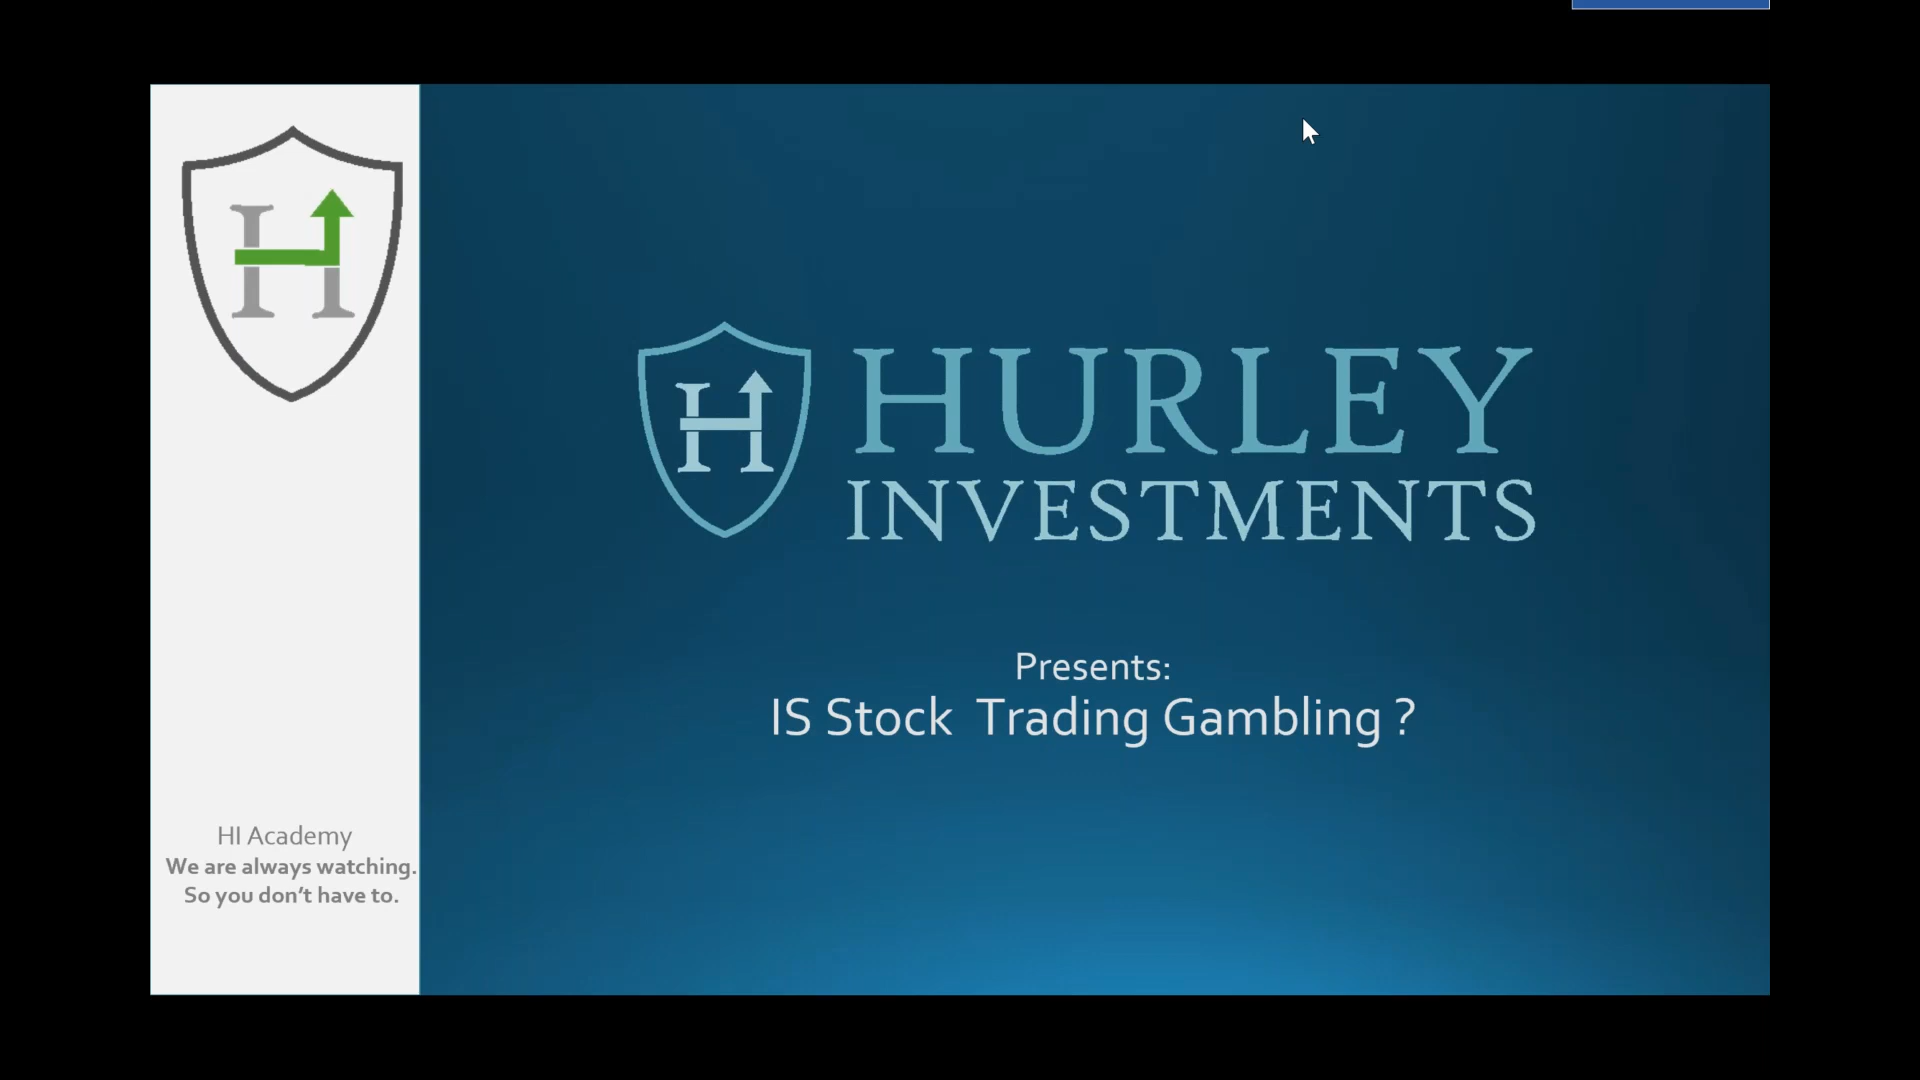 H
HI Academy
We are always watching.
So you don't have to.
H HURLEY
INVESTMENTS
Presents:
IS Stock  Trading Gambling ?